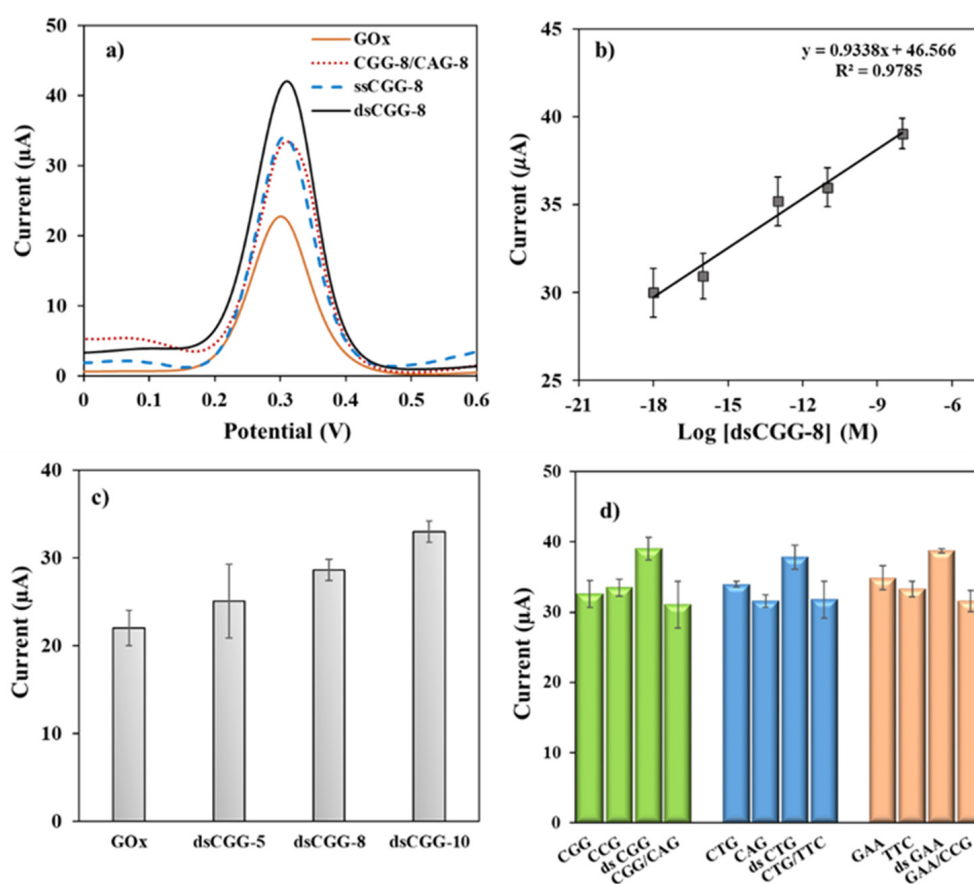 a)
GOx
CGG-8/CAG-8
ssCGG-8
dsCGG-8
Current (µA)
50
40
30
20
10
0
0 0.1 0.2 0.3 0.4 0.5 0.6
Potential (V)
b)
y = 0.9338x + 46.566
R² = 0.9785
Current (µA)
45
40
35
30
25
-21 -18 -15 -12 -9 -6
Log [dsCGG-8] (M)
c)
Current (µA)
40
30
20
10
0
GOx dsCGG-5 dsCGG-8 dsCGG-10
d)
Current (µA)
50
40
30
20
10
0
CGG CCG ds CGG CGG/CAG CTG CAG ds CTG CTG/TTC GAA TTC ds GAA GAA/CCG